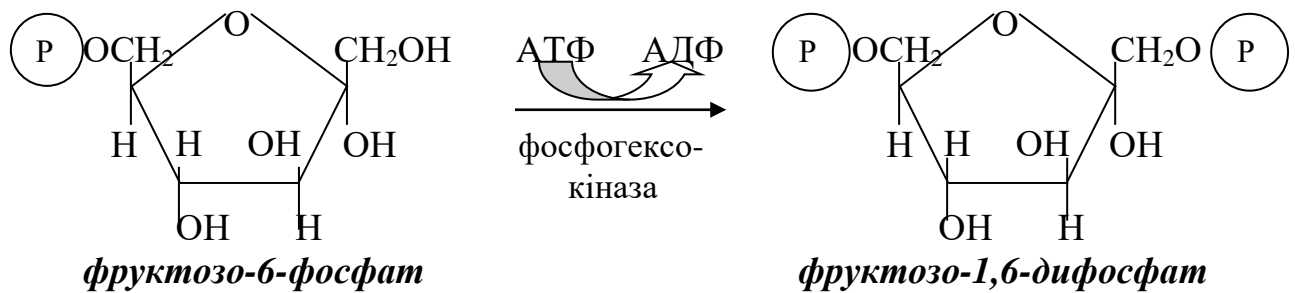 P OCH₂ O CH₂OH АТФ АДФ P OCH₂ O CH₂O P
H H OH OH фосфогексо- H H OH OH
кіназа
OH H OH H
фруктозо-6-фосфат фруктозо-1,6-дифосфат